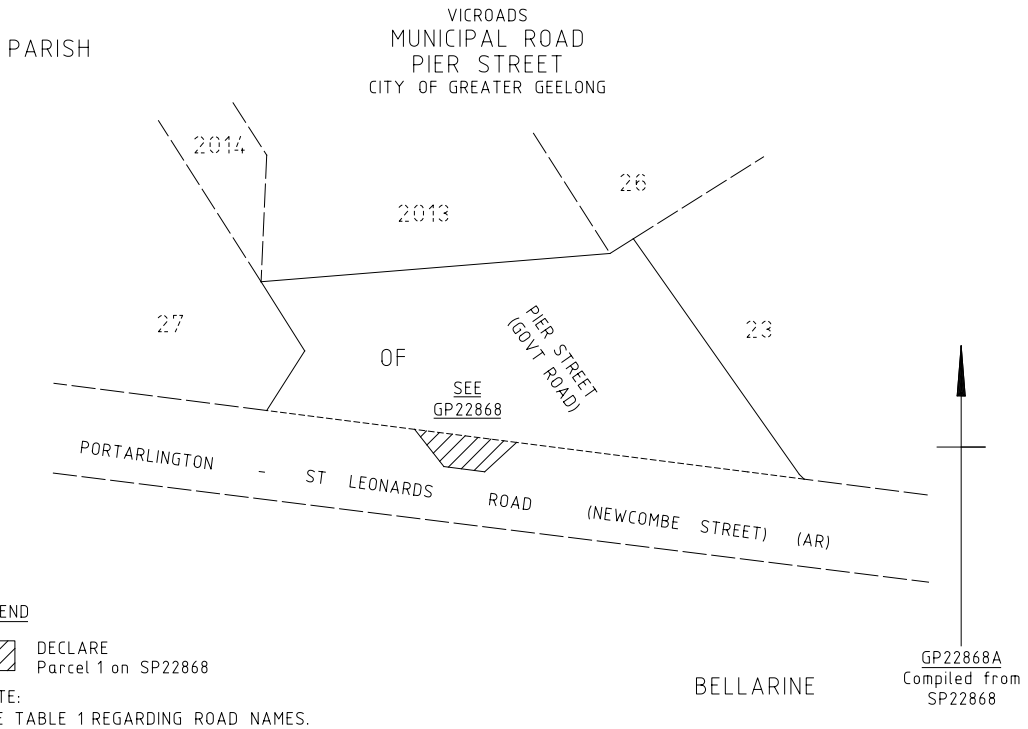 VICROADS
PARISH
MUNICIPAL ROAD
PIER STREET
CITY OF GREATER GEELONG
2014
26
2013
27
PIER STREET
(GOVT ROAD)
23
OF
SEE
GP22868
PORTARLINGTON - ST LEONARDS ROAD (NEWCOMBE STREET) (AR)
END
DECLARE
Parcel 1 on SP22868
TE:
E TABLE 1 REGARDING ROAD NAMES.
BELLARINE
GP22868A
Compiled from
SP22868